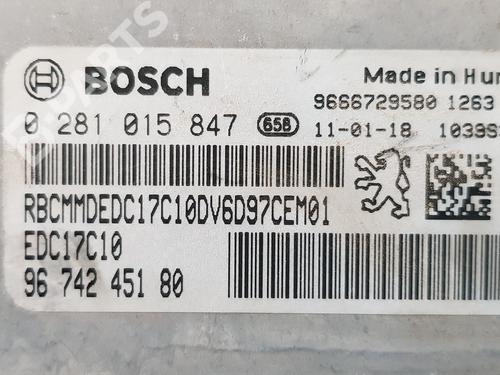 BOSCH
Made in Hun
9666729580 1263
0 281 015 847 65B 11-01-18
RBCMMDEDC17C10DV6D97CEM01
EDC17C10
96 742 451 80